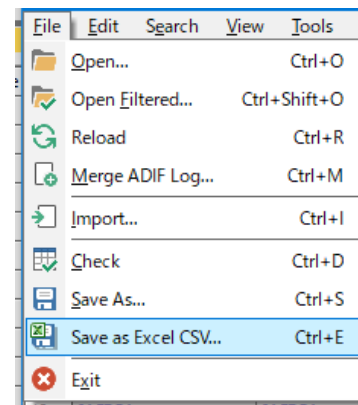 File Edit Search View Tools
Open... Ctrl+O
Open Filtered... Ctrl+Shift+O
Reload Ctrl+R
Merge ADIF Log... Ctrl+M
Import... Ctrl+I
Check Ctrl+D
Save As... Ctrl+S
Save as Excel CSV... Ctrl+E
Exit